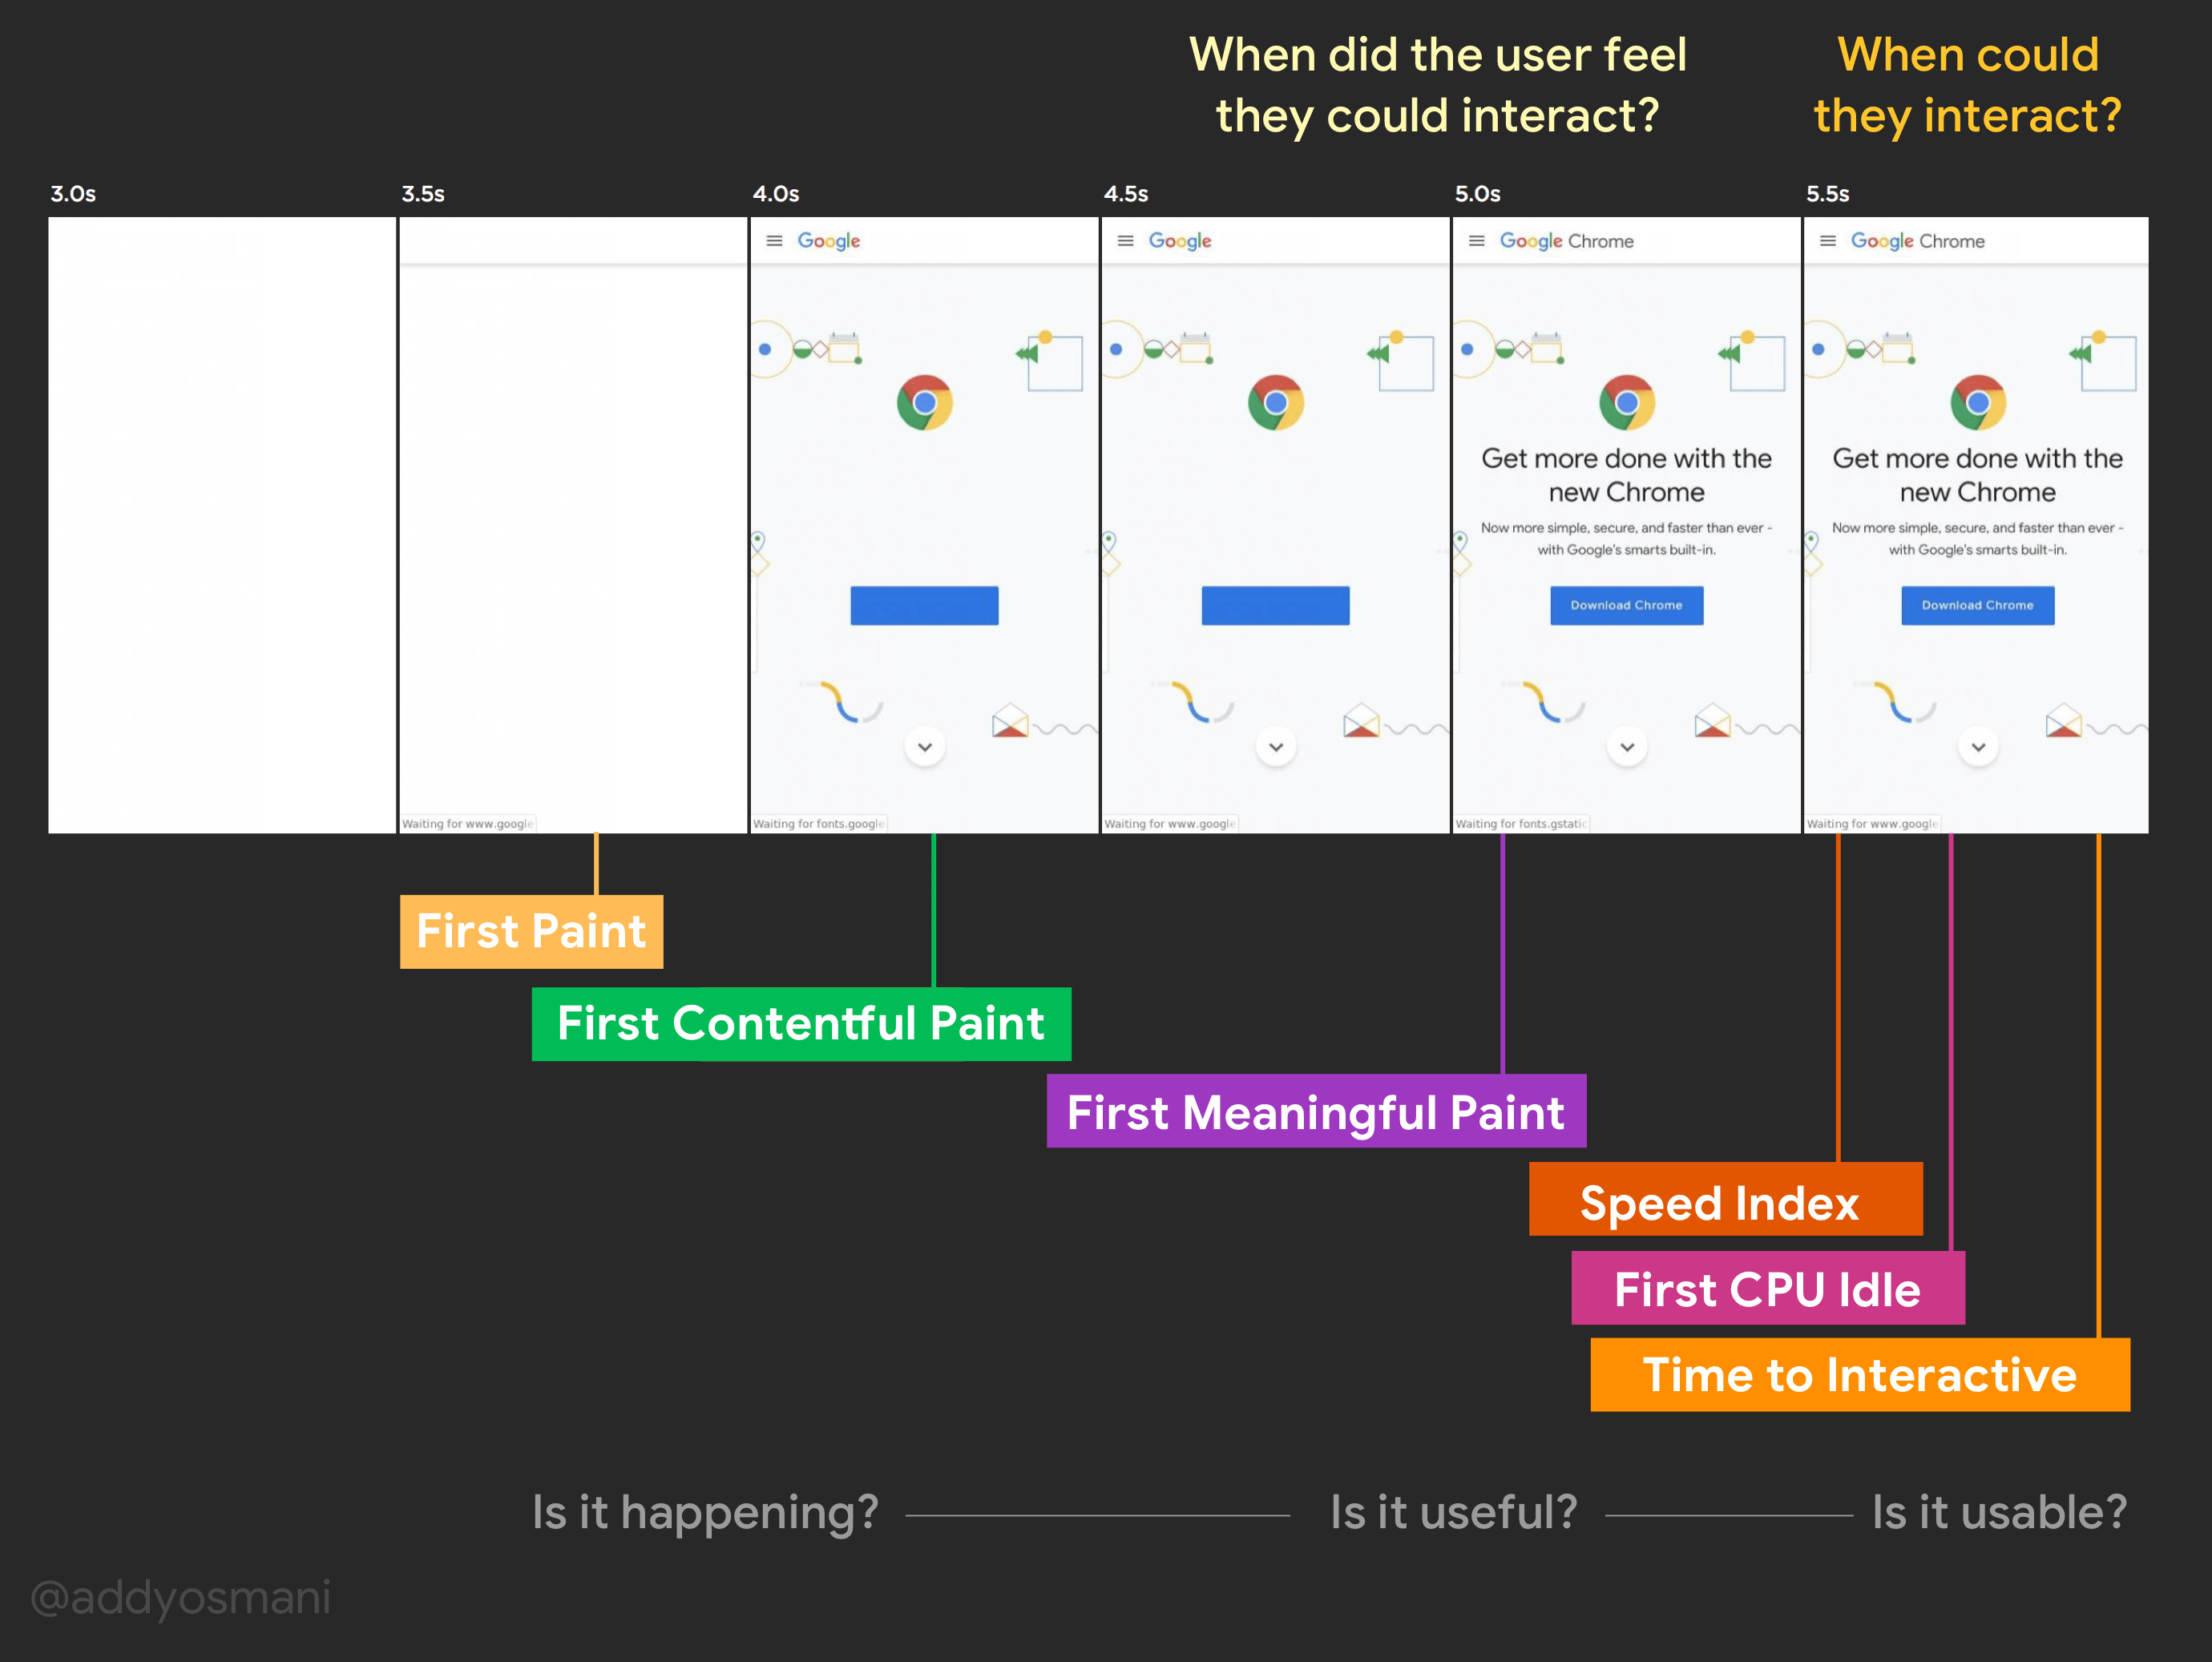 When did the user feel
they could interact?
When could
they interact?
3.0s
3.5s
4.0s
4.5s
5.0s
5.5s
Waiting for www.google
Google
Waiting for fonts.google
Google
Waiting for www.google
Google Chrome
Get more done with the
new Chrome
Now more simple, secure, and faster than ever -
with Google's smarts built-in.
Download Chrome
Waiting for fonts.gstatic
Google Chrome
Get more done with the
new Chrome
Now more simple, secure, and faster than ever -
with Google's smarts built-in.
Download Chrome
Waiting for www.google
First Paint
First Contentful Paint
First Meaningful Paint
Speed Index
First CPU Idle
Time to Interactive
Is it happening?
Is it useful?
Is it usable?
@addyosmani